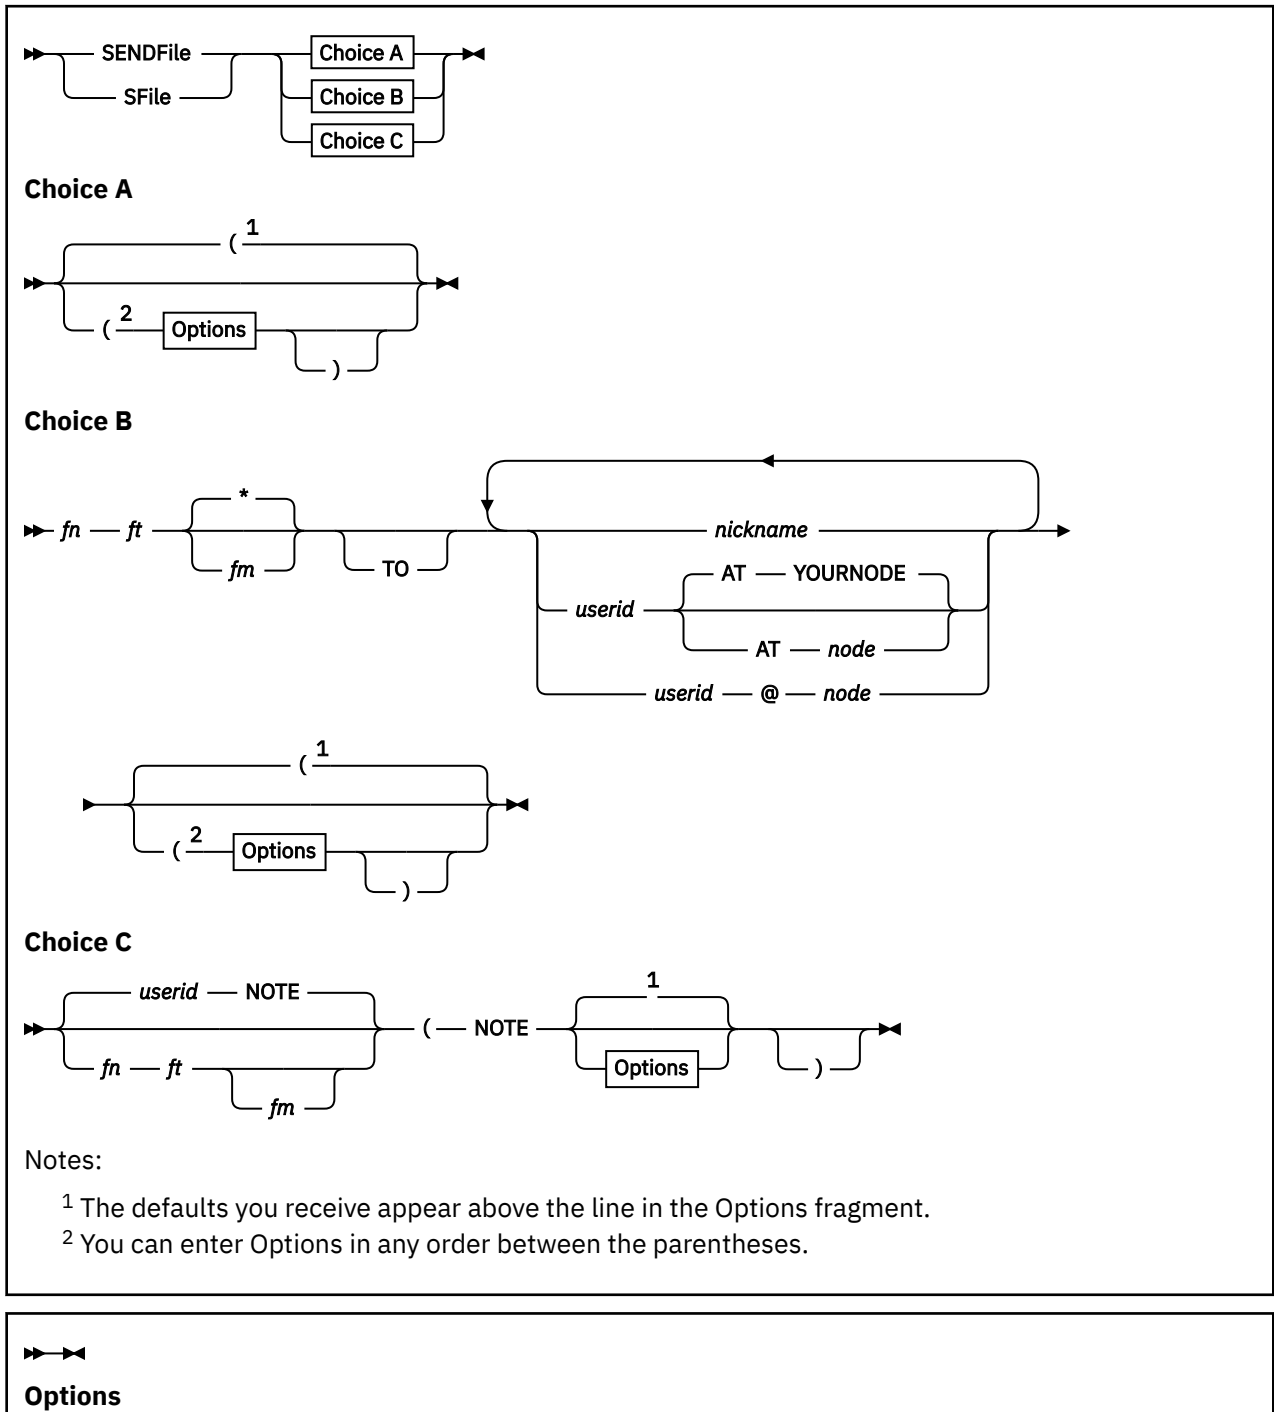 SENDFile Choice A
SFile Choice B
Choice C
Choice A
( 1
( 2 Options
)
Choice B
*
fn ft nickname
fm TO
AT YOURNODE
userid
AT node
userid @ node
( 1
( 2 Options
)
Choice C
1
userid NOTE
( NOTE
fn ft Options )
fm
Notes:
1 The defaults you receive appear above the line in the Options fragment.
2 You can enter Options in any order between the parentheses.
Options